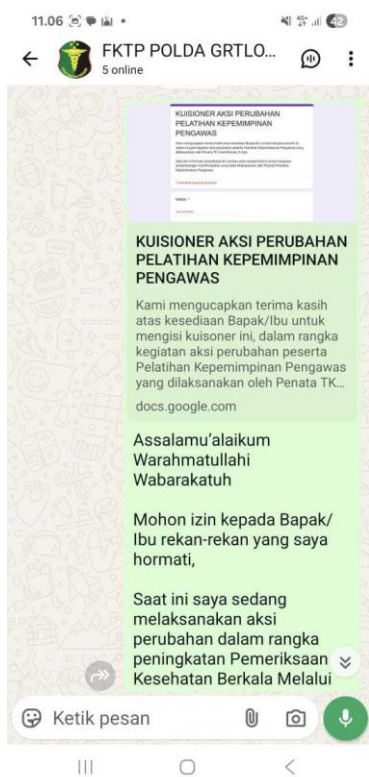 11.06
4G+
42
FKTP POLDA GRTLO...
5 online
KUISIONER AKSI PERUBAHAN
PELATIHAN KEPEMIMPINAN
PENGAWAS
KUISIONER AKSI PERUBAHAN
PELATIHAN KEPEMIMPINAN
PENGAWAS
Kami mengucapkan terima kasih
atas kesediaan Bapak/Ibu untuk
mengisi kuisoner ini, dalam rangka
kegiatan aksi perubahan peserta
Pelatihan Kepemimpinan Pengawas
yang dilaksanakan oleh Penata TK...
docs.google.com
Assalamu'alaikum
Warahmatullahi
Wabarakatuh
Mohon izin kepada Bapak/
Ibu rekan-rekan yang saya
hormati,
Saat ini saya sedang
melaksanakan aksi
perubahan dalam rangka
peningkatan Pemeriksaan
Kesehatan Berkala Melalui
Ketik pesan